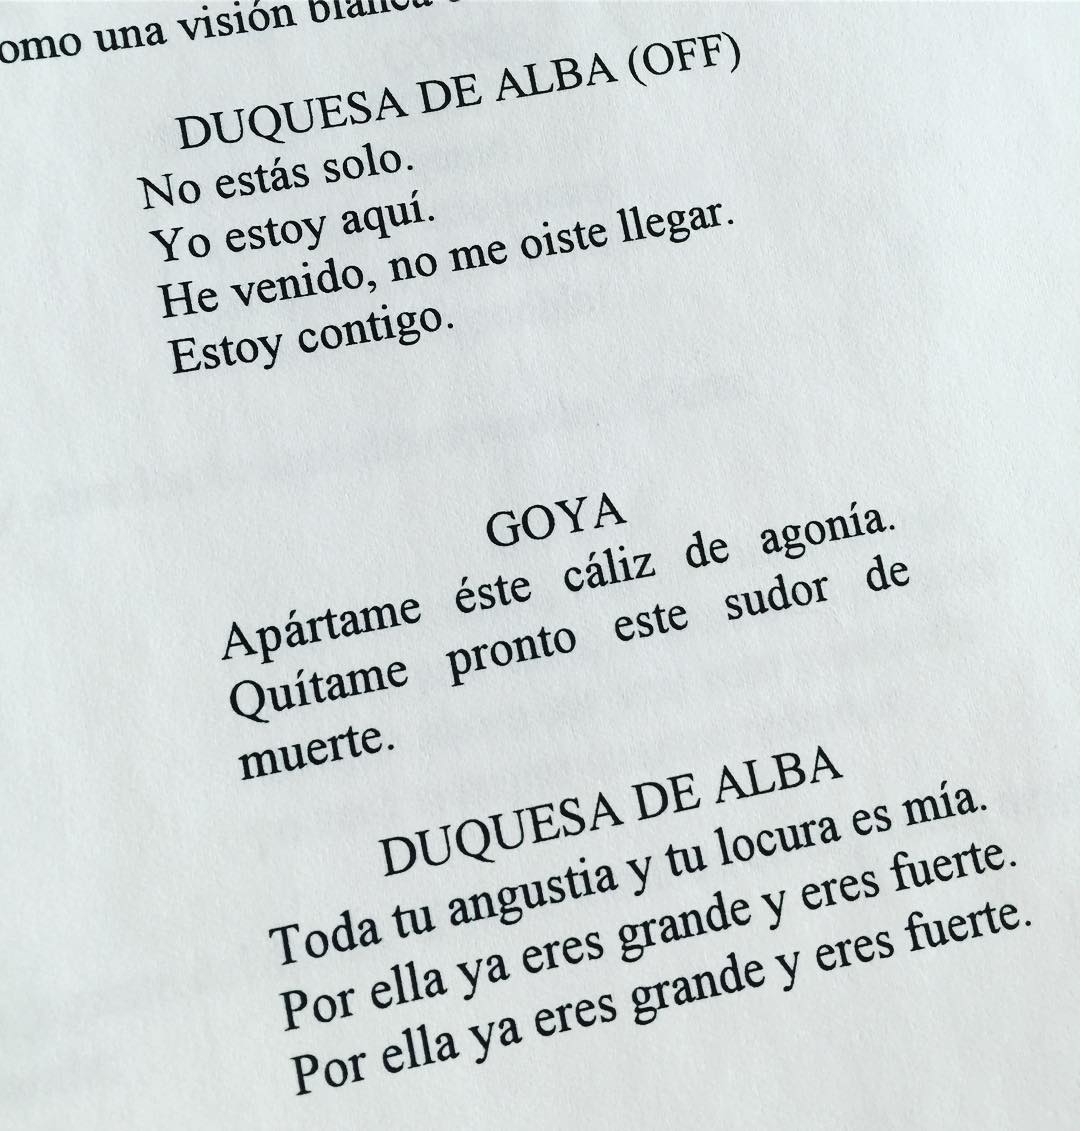 omo una visión
DUQUESA DE ALBA (OFF)
No estás solo.
Yo estoy aquí.
He venido, no me oiste llegar.
Estoy contigo.
GOYA
Apártame éste cáliz de agonía.
Quítame pronto este sudor de
muerte.
DUQUESA DE ALBA
Toda tu angustia y tu locura es mía.
Por ella ya eres grande y eres fuerte.
Por ella ya eres grande y eres fuerte.